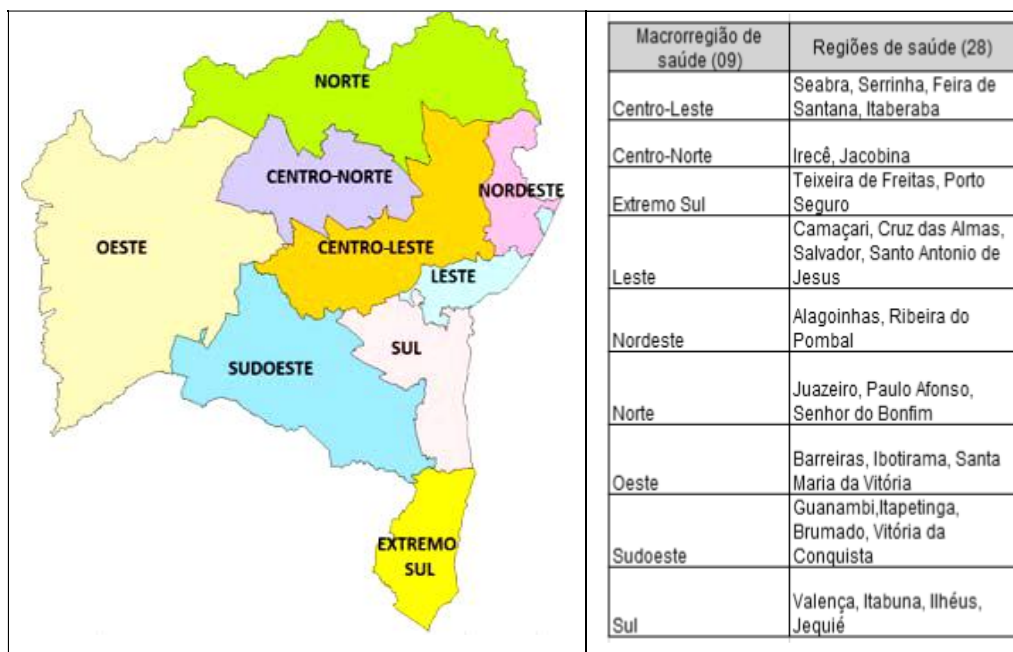 NORTE
CENTRO-NORTE
NORDESTE
OESTE
CENTRO-LESTE
LESTE
SUL
SUDOESTE
EXTREMO
SUL
Macrorregião de
saúde (09)
Regiões de saúde (28)
Centro-Leste
Seabra, Serrinha, Feira de
Santana, Itaberaba
Centro-Norte
Irecê, Jacobina
Extremo Sul
Teixeira de Freitas, Porto
Seguro
Leste
Camaçari, Cruz das Almas,
Salvador, Santo Antonio de
Jesus
Nordeste
Alagoinhas, Ribeira do
Pombal
Norte
Juazeiro, Paulo Afonso,
Senhor do Bonfim
Oeste
Barreiras, Ibotirama, Santa
Maria da Vitória
Sudoeste
Guanambi,Itapetinga,
Brumado, Vitória da
Conquista
Sul
Valença, Itabuna, Ilhéus,
Jequié